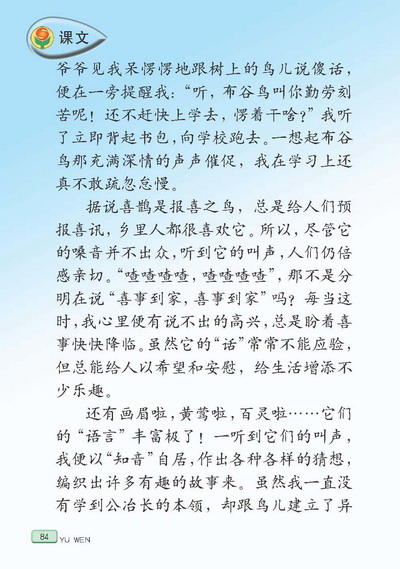 课文
爷爷见我呆愣愣地跟树上的鸟儿说傻话，
便在一旁提醒我：“听，布谷鸟叫你勤劳刻
苦呢！还不赶快上学去，愣着干啥？”我听
了立即背起书包，向学校跑去。一想起布谷
鸟那充满深情的声声催促，我在学习上还
真不敢疏忽怠慢。
据说喜鹊是报喜之鸟，总是给人们预
报喜讯，乡里人都很喜欢它。所以，尽管它
的嗓音并不出众，听到它的叫声，人们仍倍
感亲切。“喳喳喳喳，喳喳喳喳”，那不是分
明在说“喜事到家，喜事到家”吗？每当这
时，我心里便有说不出的高兴，总是盼着喜
事快快降临。虽然它的“话”常常不能应验，
但总能给人以希望和安慰，给生活增添不
少乐趣。
还有画眉啦，黄莺啦，百灵啦……它们
的“语言”丰富极了！一听到它们的叫声，
我便以“知音”自居，作出各种各样的猜想，
编织出许多有趣的故事来。虽然我一直没
有学到公冶长的本领，却跟鸟儿建立了异
84 YU WEN